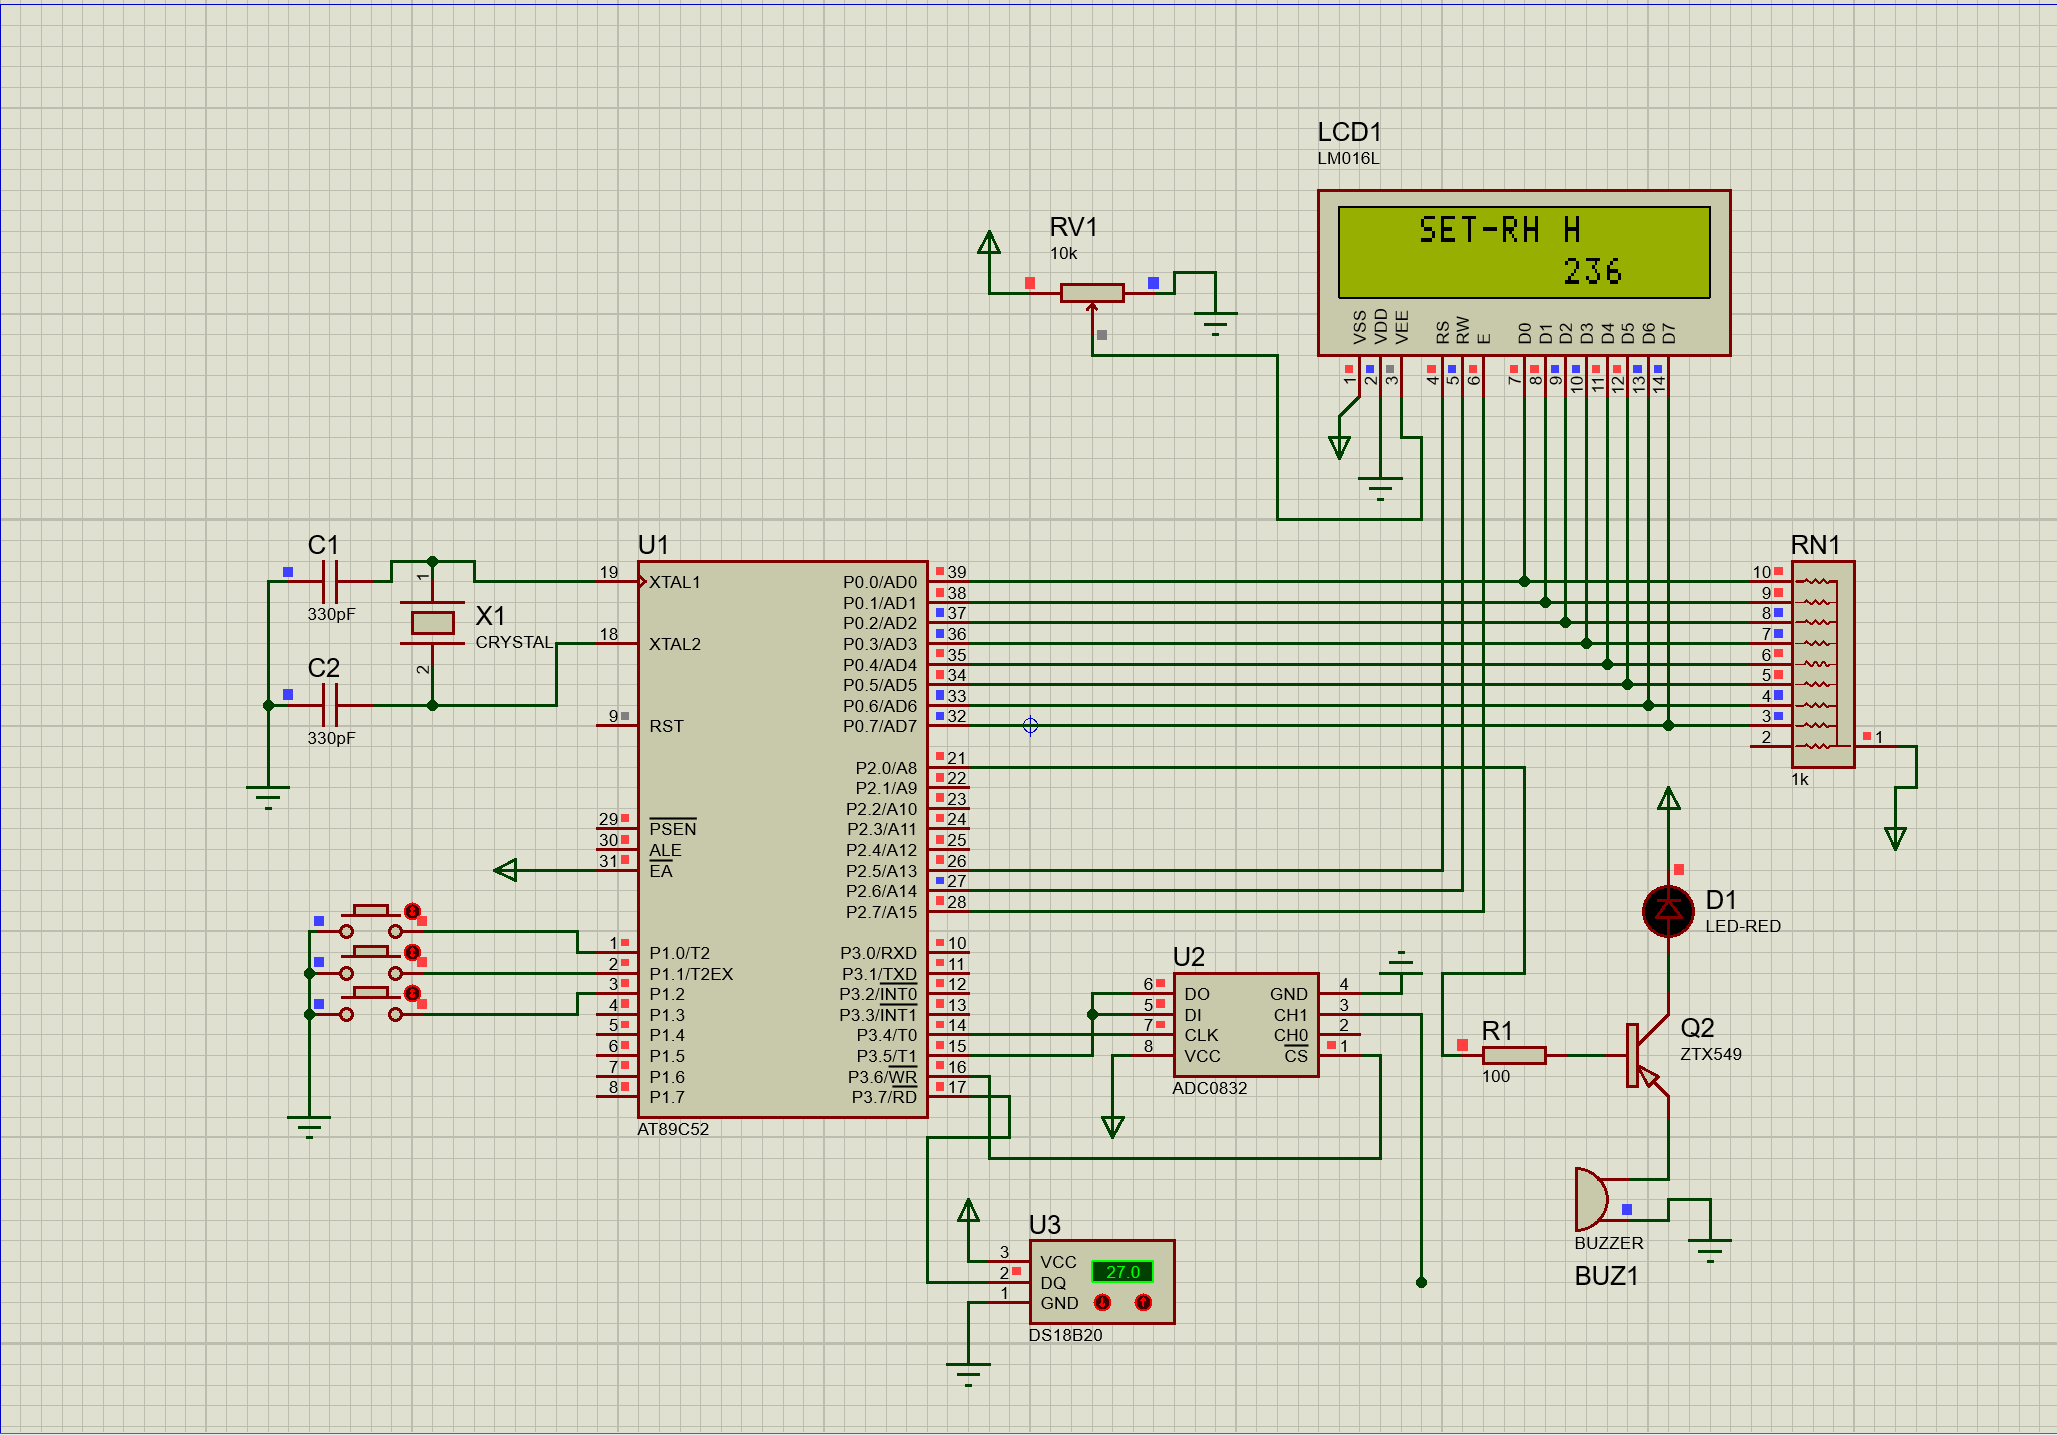 LCD1
LM016L
SET-RH H
236
VSS VDD VEE RS RW E D0 D1 D2 D3 D4 D5 D6 D7
1 2 3 4 5 6 7 8 9 10 11 12 13 14
RV1
10k
C1
330pF
1
X1
CRYSTAL
2
C2
330pF
U1
19 XTAL1 P0.0/AD0 39
P0.1/AD1 38
P0.2/AD2 37
18 XTAL2 P0.3/AD3 36
P0.4/AD4 35
P0.5/AD5 34
P0.6/AD6 33
9 RST P0.7/AD7 32
P2.0/A8 21
P2.1/A9 22
P2.2/A10 23
29 PSEN P2.3/A11 24
30 ALE P2.4/A12 25
31 EA P2.5/A13 26
P2.6/A14 27
P2.7/A15 28
1 P1.0/T2 P3.0/RXD 10
2 P1.1/T2EX P3.1/TXD 11
3 P1.2 P3.2/INT0 12
4 P1.3 P3.3/INT1 13
5 P1.4 P3.4/T0 14
6 P1.5 P3.5/T1 15
7 P1.6 P3.6/WR 16
8 P1.7 P3.7/RD 17
AT89C52
RN1
10
9
8
7
6
5
4
3
2 1
1k
U2
6 DO GND 4
5 DI CH1 3
7 CLK CH0 2
8 VCC CS 1
ADC0832
D1
LED-RED
R1
100
Q2
ZTX549
BUZZER
BUZ1
U3
3 VCC 27.0
2 DQ
1 GND
DS18B20